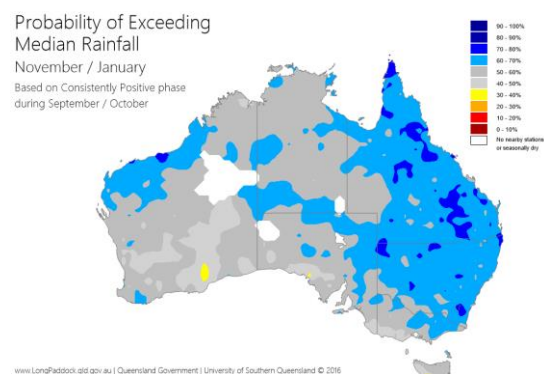 Probability of Exceeding
Median Rainfall
November / January
Based on Consistently Positive phase
during September / October
90 - 100%
80 - 90%
70 - 80%
60 - 70%
50 - 60%
40 - 50%
30 - 40%
20 - 30%
10 - 20%
0 - 10%
No nearby stations
or seasonally dry
www.LongPaddock.qld.gov.au | Queensland Government | University of Southern Queensland © 2016